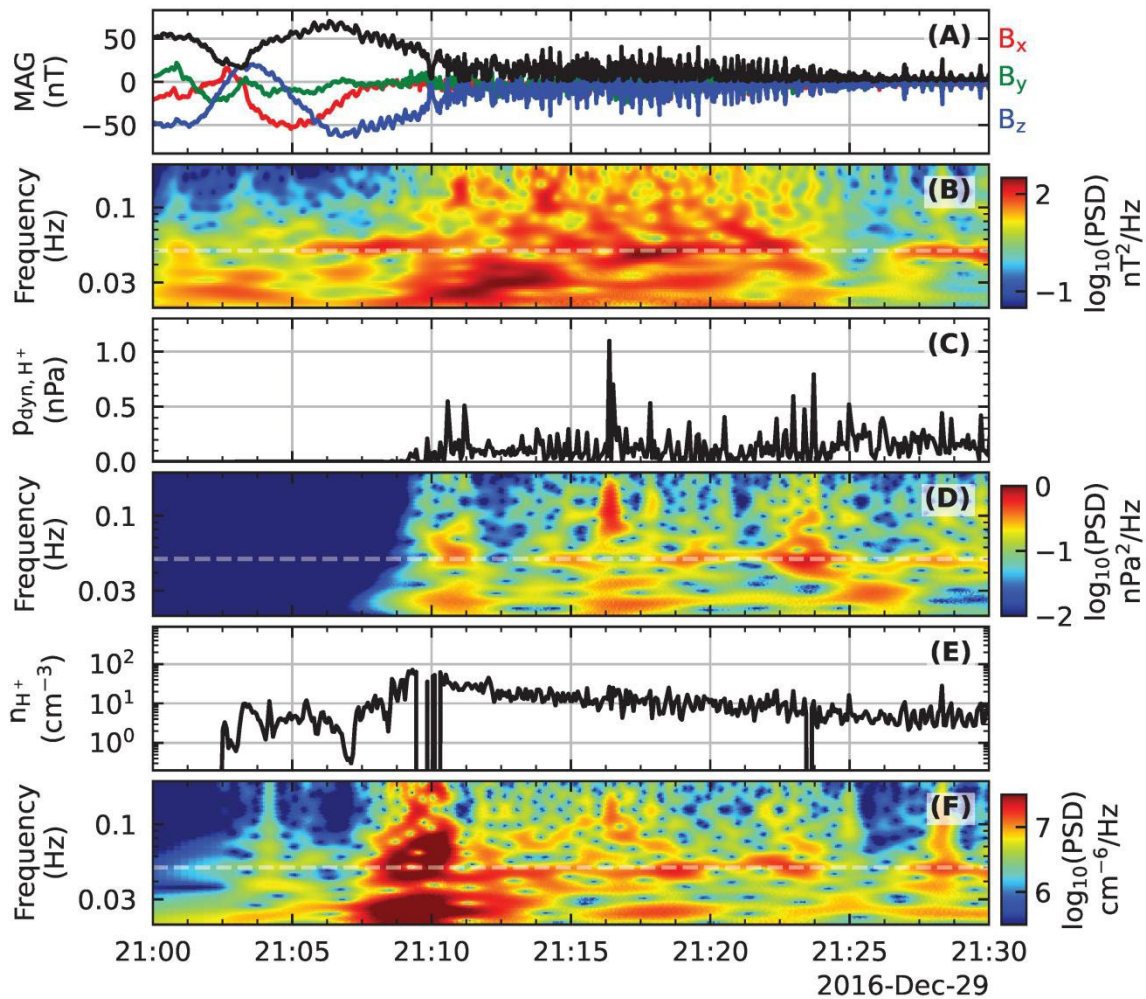 (A)
MAG
(nT)
50
0
−50
Bx
By
Bz
(B)
Frequency
(Hz)
0.1
0.03
2
−1
log10(PSD)
nT2/Hz
(C)
pdyn, H+
(nPa)
1.0
0.5
0.0
(D)
Frequency
(Hz)
0.1
0.03
0
−1
−2
log10(PSD)
nPa2/Hz
(E)
nH+
(cm−3)
102
101
100
(F)
Frequency
(Hz)
0.1
0.03
7
6
log10(PSD)
cm−6/Hz
21:00 21:05 21:10 21:15 21:20 21:25 21:30
2016-Dec-29